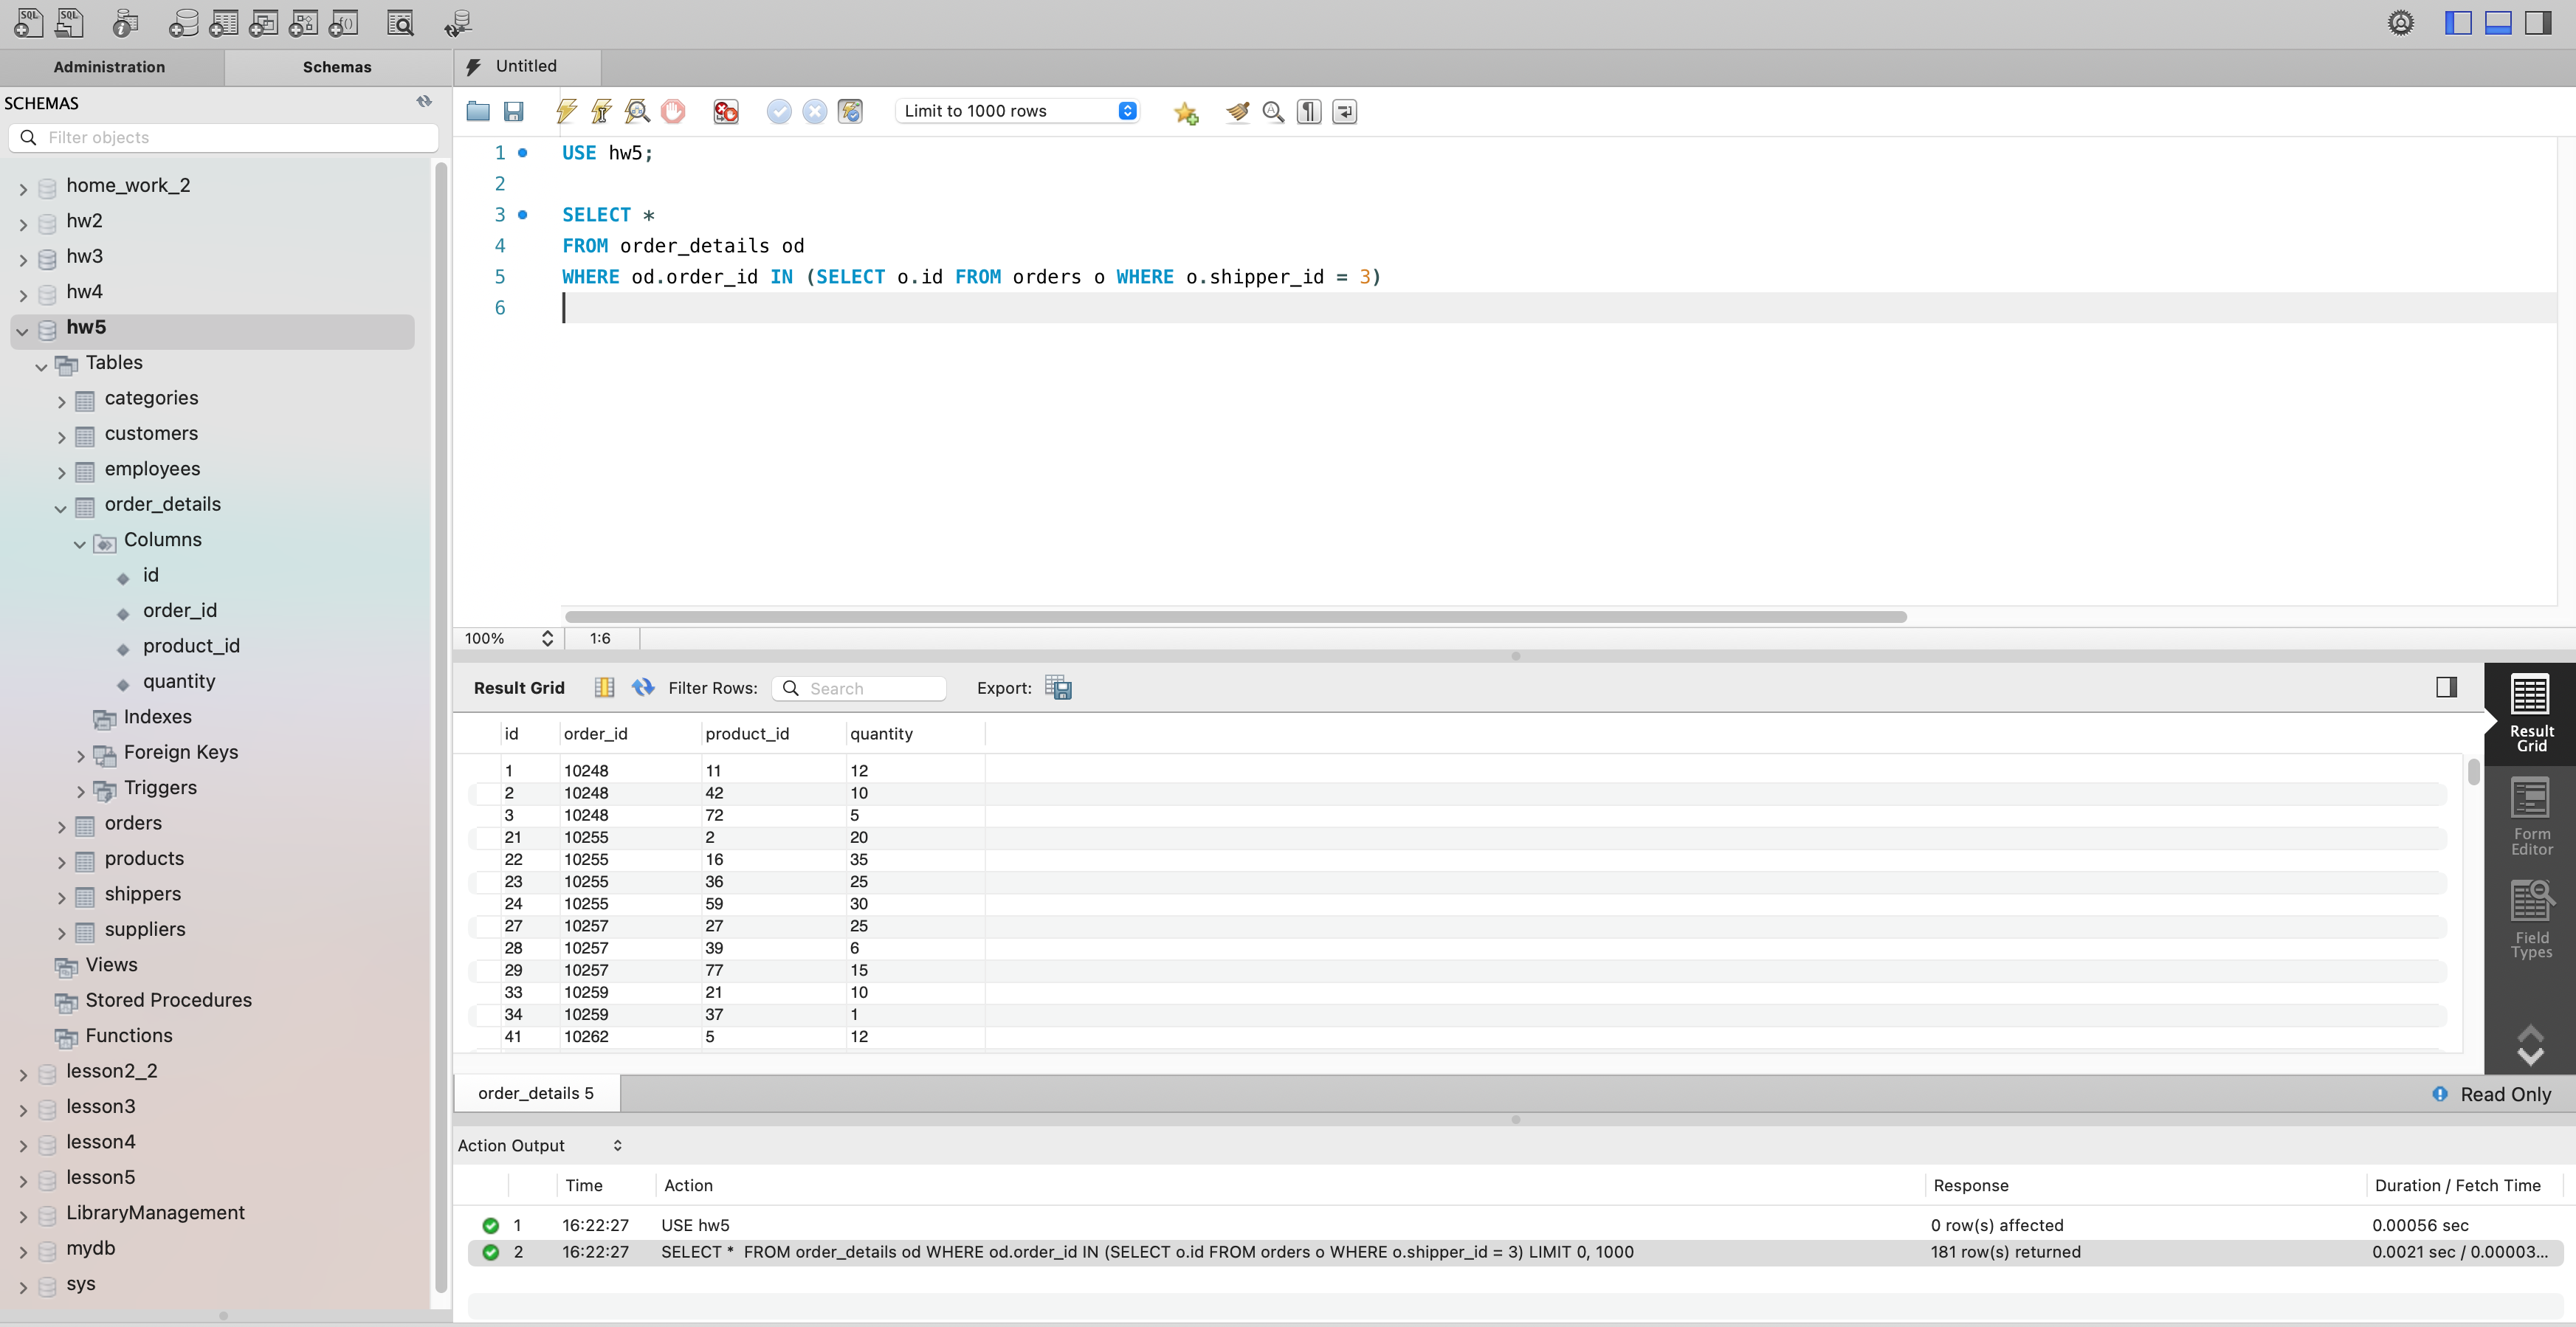 SQL SQL
Administration Schemas Untitled
SCHEMAS
Filter objects
Limit to 1000 rows
home_work_2
hw2
hw3
hw4
hw5
Tables
categories
customers
employees
order_details
Columns
id
order_id
product_id
quantity
Indexes
Foreign Keys
Triggers
orders
products
shippers
suppliers
Views
Stored Procedures
Functions
lesson2_2
lesson3
lesson4
lesson5
LibraryManagement
mydb
sys
1 USE hw5;
2
3 SELECT *
4 FROM order_details od
5 WHERE od.order_id IN (SELECT o.id FROM orders o WHERE o.shipper_id = 3)
6
100% 1:6
Result Grid Filter Rows: Search Export:
id order_id product_id quantity
1 10248 11 12
2 10248 42 10
3 10248 72 5
21 10255 2 20
22 10255 16 35
23 10255 36 25
24 10255 59 30
27 10257 27 25
28 10257 39 6
29 10257 77 15
33 10259 21 10
34 10259 37 1
41 10262 5 12
Result
Grid
Form
Editor
Field
Types
order_details 5 Read Only
Action Output
Time Action Response Duration / Fetch Time
1 16:22:27 USE hw5 0 row(s) affected 0.00056 sec
2 16:22:27 SELECT * FROM order_details od WHERE od.order_id IN (SELECT o.id FROM orders o WHERE o.shipper_id = 3) LIMIT 0, 1000 181 row(s) returned 0.0021 sec / 0.00003...